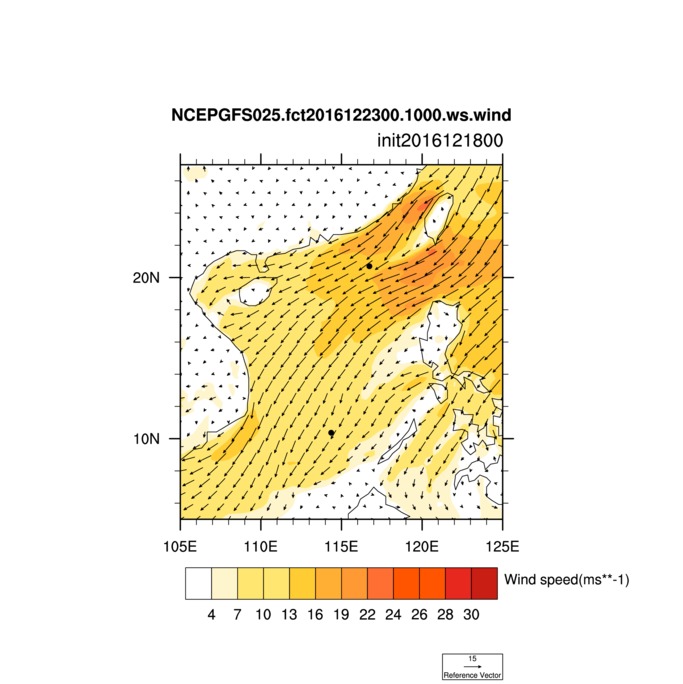 NCEPGFS025.fct2016122300.1000.ws.wind
init2016121800
20N
10N
105E 110E 115E 120E 125E
Wind speed(ms**-1)
4 7 10 13 16 19 22 24 26 28 30
15
Reference Vector